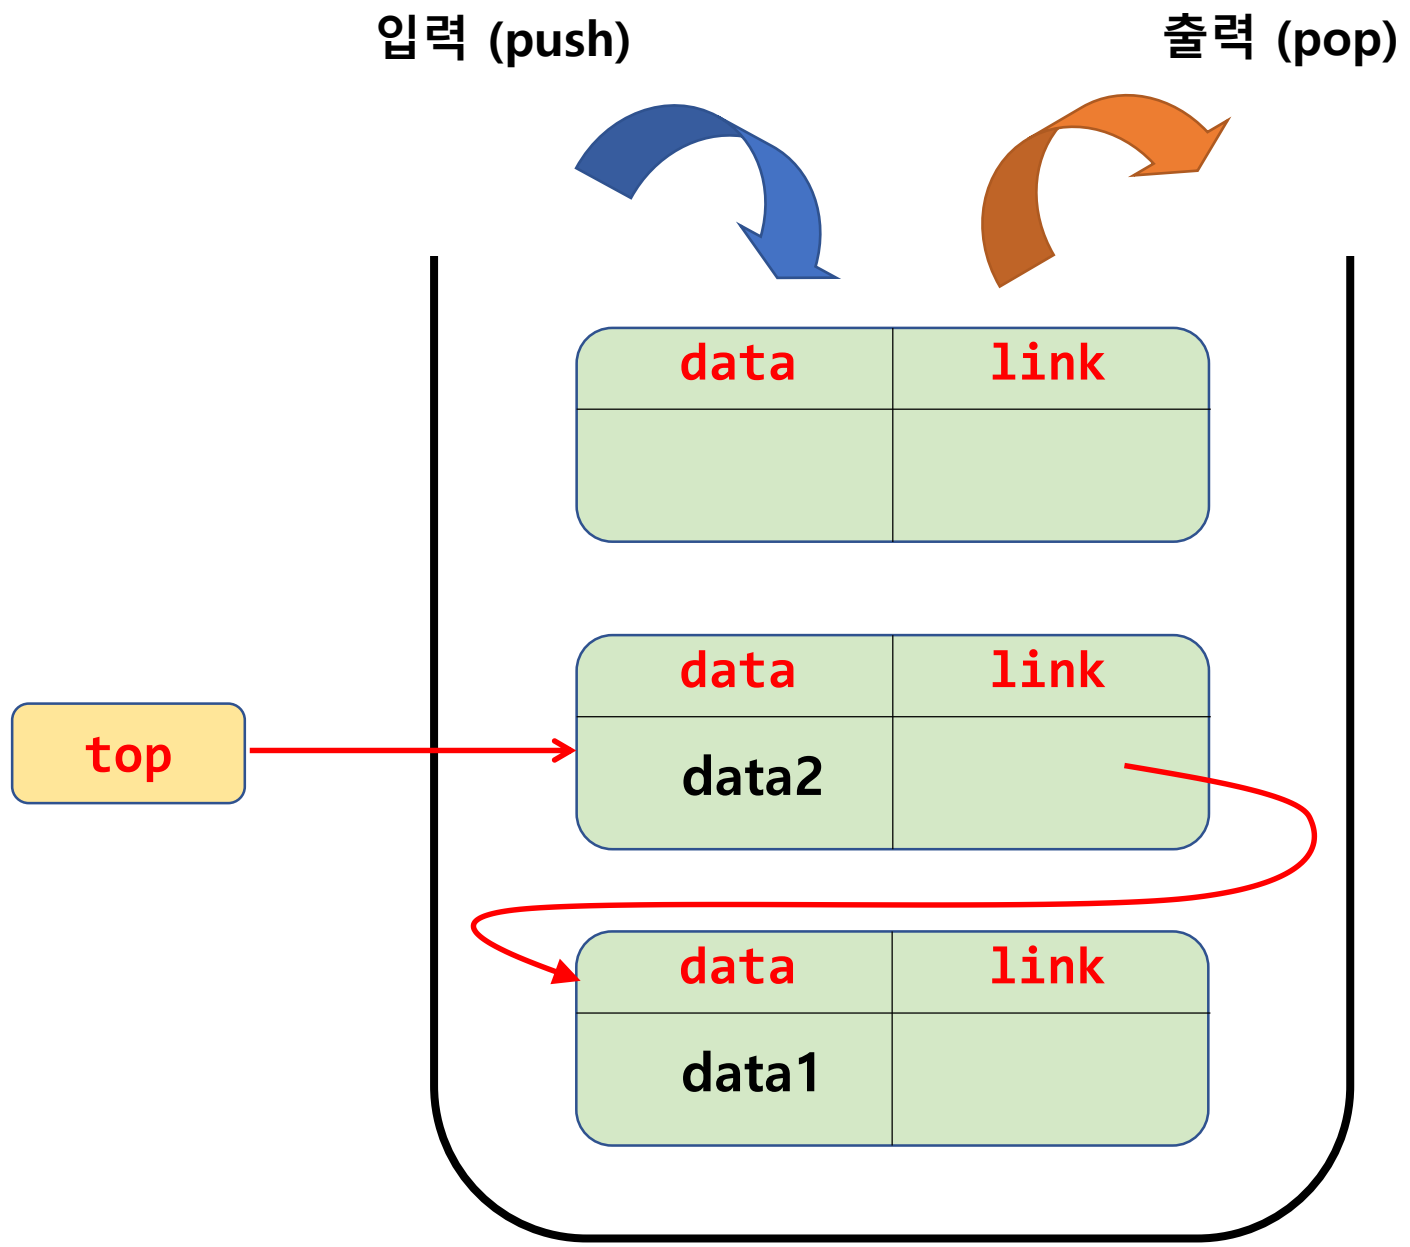 입력 (push)
출력 (pop)
data link
data link
top
data2
data link
data1